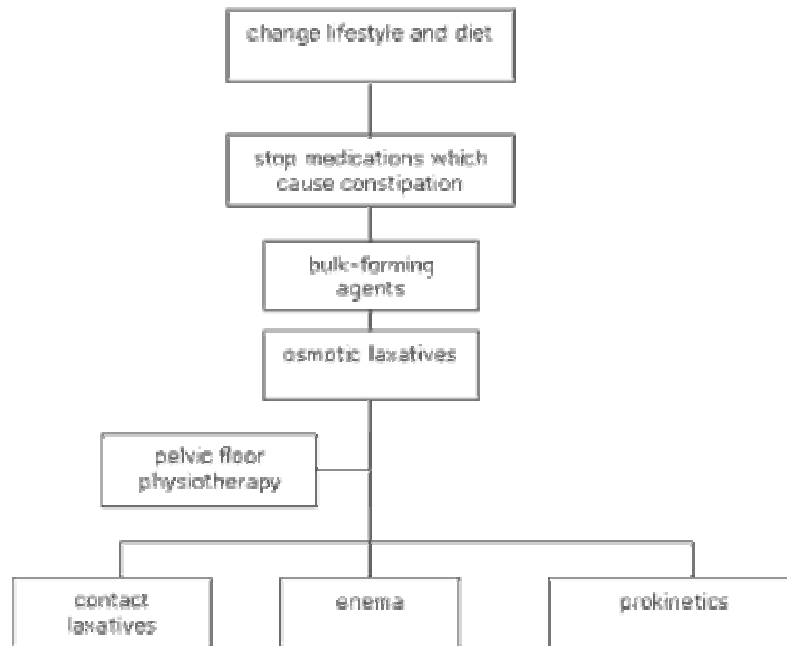 change lifestyle and diet
stop medications which
cause constipation
bulk-forming
agents
osmotic laxatives
pelvic floor
physiotherapy
contact
laxatives
enema
prokinetics